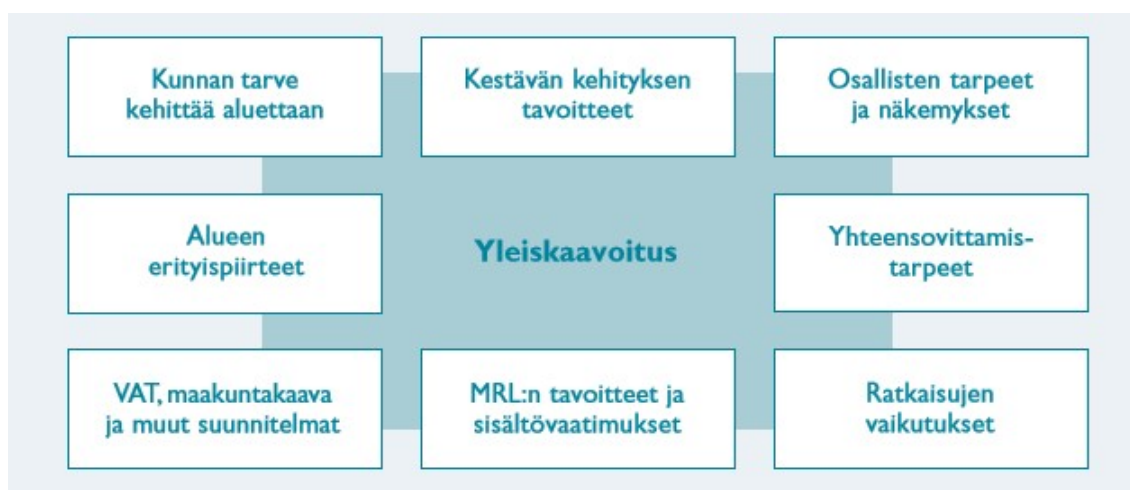 Kunnan tarve
kehittää aluettaan
Kestävän kehityksen
tavoitteet
Osallisten tarpeet
ja näkemykset
Alueen
erityispiirteet
Yleiskaavoitus
Yhteensovittamis-
tarpeet
VAT, maakuntakaava
ja muut suunnitelmat
MRL:n tavoitteet ja
sisältövaatimukset
Ratkaisujen
vaikutukset